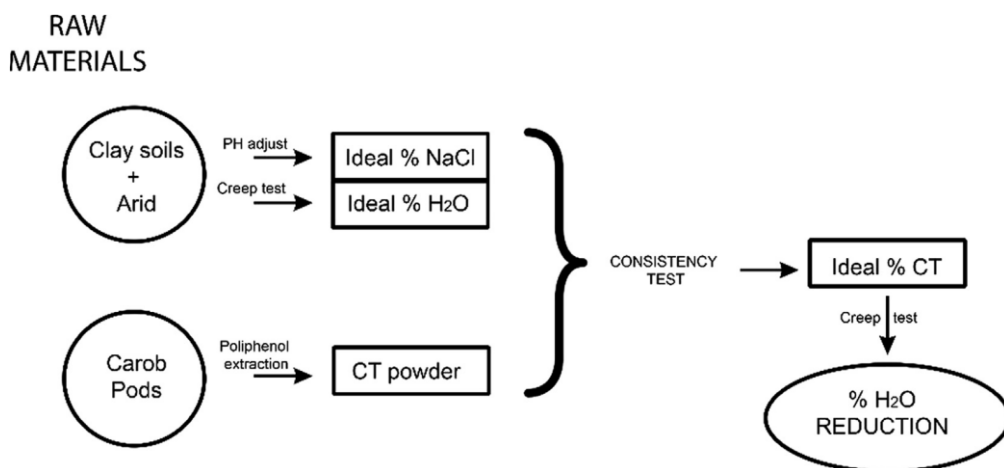 RAW
MATERIALS
Clay soils
+
Arid
PH adjust
Creep test
Ideal % NaCl
Ideal % H₂O
Carob
Pods
Poliphenol
extraction
CT powder
CONSISTENCY
TEST
Ideal % CT
Creep test
% H₂O
REDUCTION